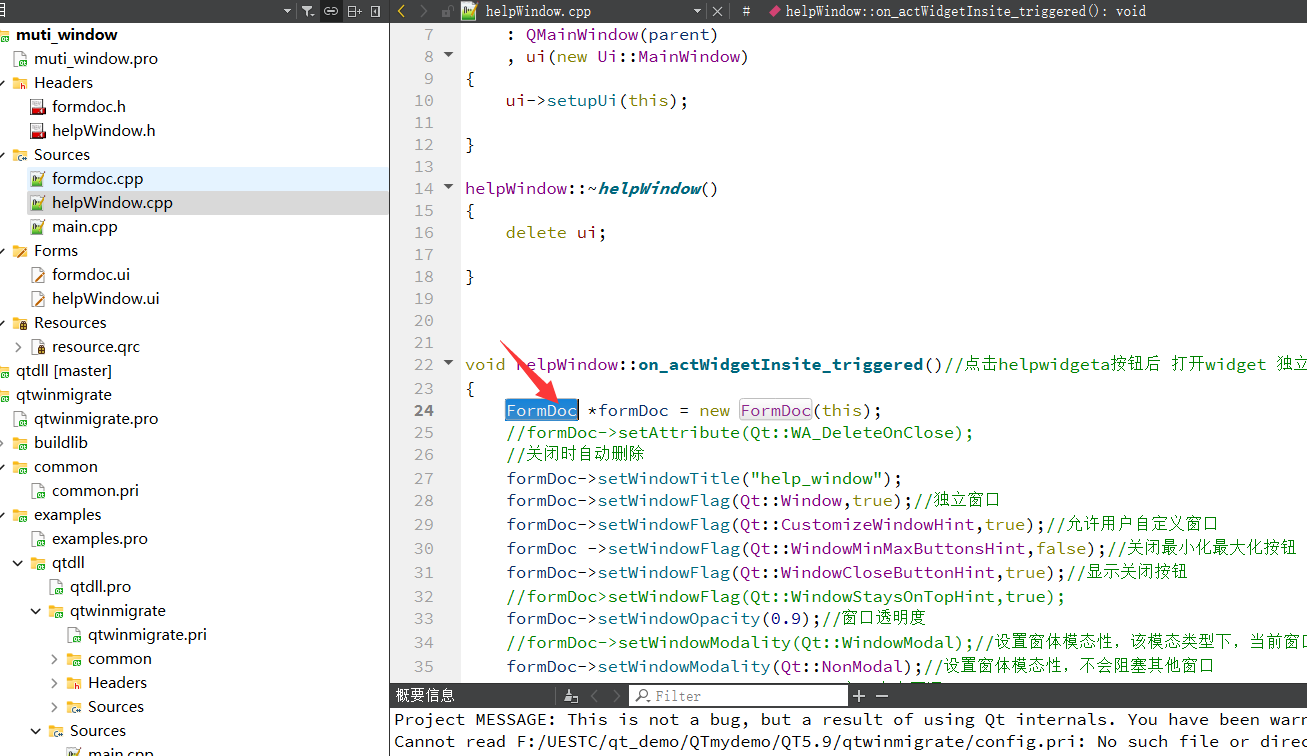 helpWindow.cpp
#
helpWindow::on_actWidgetInsite_triggered(): void
muti_window
muti_window.pro
Headers
formdoc.h
helpWindow.h
Sources
formdoc.cpp
helpWindow.cpp
main.cpp
Forms
formdoc.ui
helpWindow.ui
Resources
resource.qrc
qtdll [master]
qtwinmigrate
qtwinmigrate.pro
buildlib
common
common.pri
examples
examples.pro
qtdll
qtdll.pro
qtwinmigrate
qtwinmigrate.pri
common
Headers
Sources
Sources
main.cpp
7 : QMainWindow(parent)
8 , ui(new Ui::MainWindow)
9 {
10 ui->setupUi(this);
11
12 }
13
14 helpWindow::~helpWindow()
15 {
16 delete ui;
17
18 }
19
20
21
22 void helpWindow::on_actWidgetInsite_triggered()//点击helpwidgeta按钮后 打开widget 独立
23 {
24 FormDoc *formDoc = new FormDoc(this);
25 //formDoc->setAttribute(Qt::WA_DeleteOnClose);
26 //关闭时自动删除
27 formDoc->setWindowTitle("help_window");
28 formDoc->setWindowFlag(Qt::Window,true);//独立窗口
29 formDoc->setWindowFlag(Qt::CustomizeWindowHint,true);//允许用户自定义窗口
30 formDoc ->setWindowFlag(Qt::WindowMinMaxButtonsHint,false);//关闭最小化最大化按钮
31 formDoc->setWindowFlag(Qt::WindowCloseButtonHint,true);//显示关闭按钮
32 //formDoc>setWindowFlag(Qt::WindowStaysOnTopHint,true);
33 formDoc->setWindowOpacity(0.9);//窗口透明度
34 //formDoc->setWindowModality(Qt::WindowModal);//设置窗体模态性，该模态类型下，当前窗口
35 formDoc->setWindowModality(Qt::NonModal);//设置窗体模态性，不会阻塞其他窗口
概要信息
Filter
Project MESSAGE: This is not a bug, but a result of using Qt internals. You have been warn
Cannot read F:/UESTC/qt_demo/QTmydemo/QT5.9/qtwinmigrate/config.pri: No such file or direc